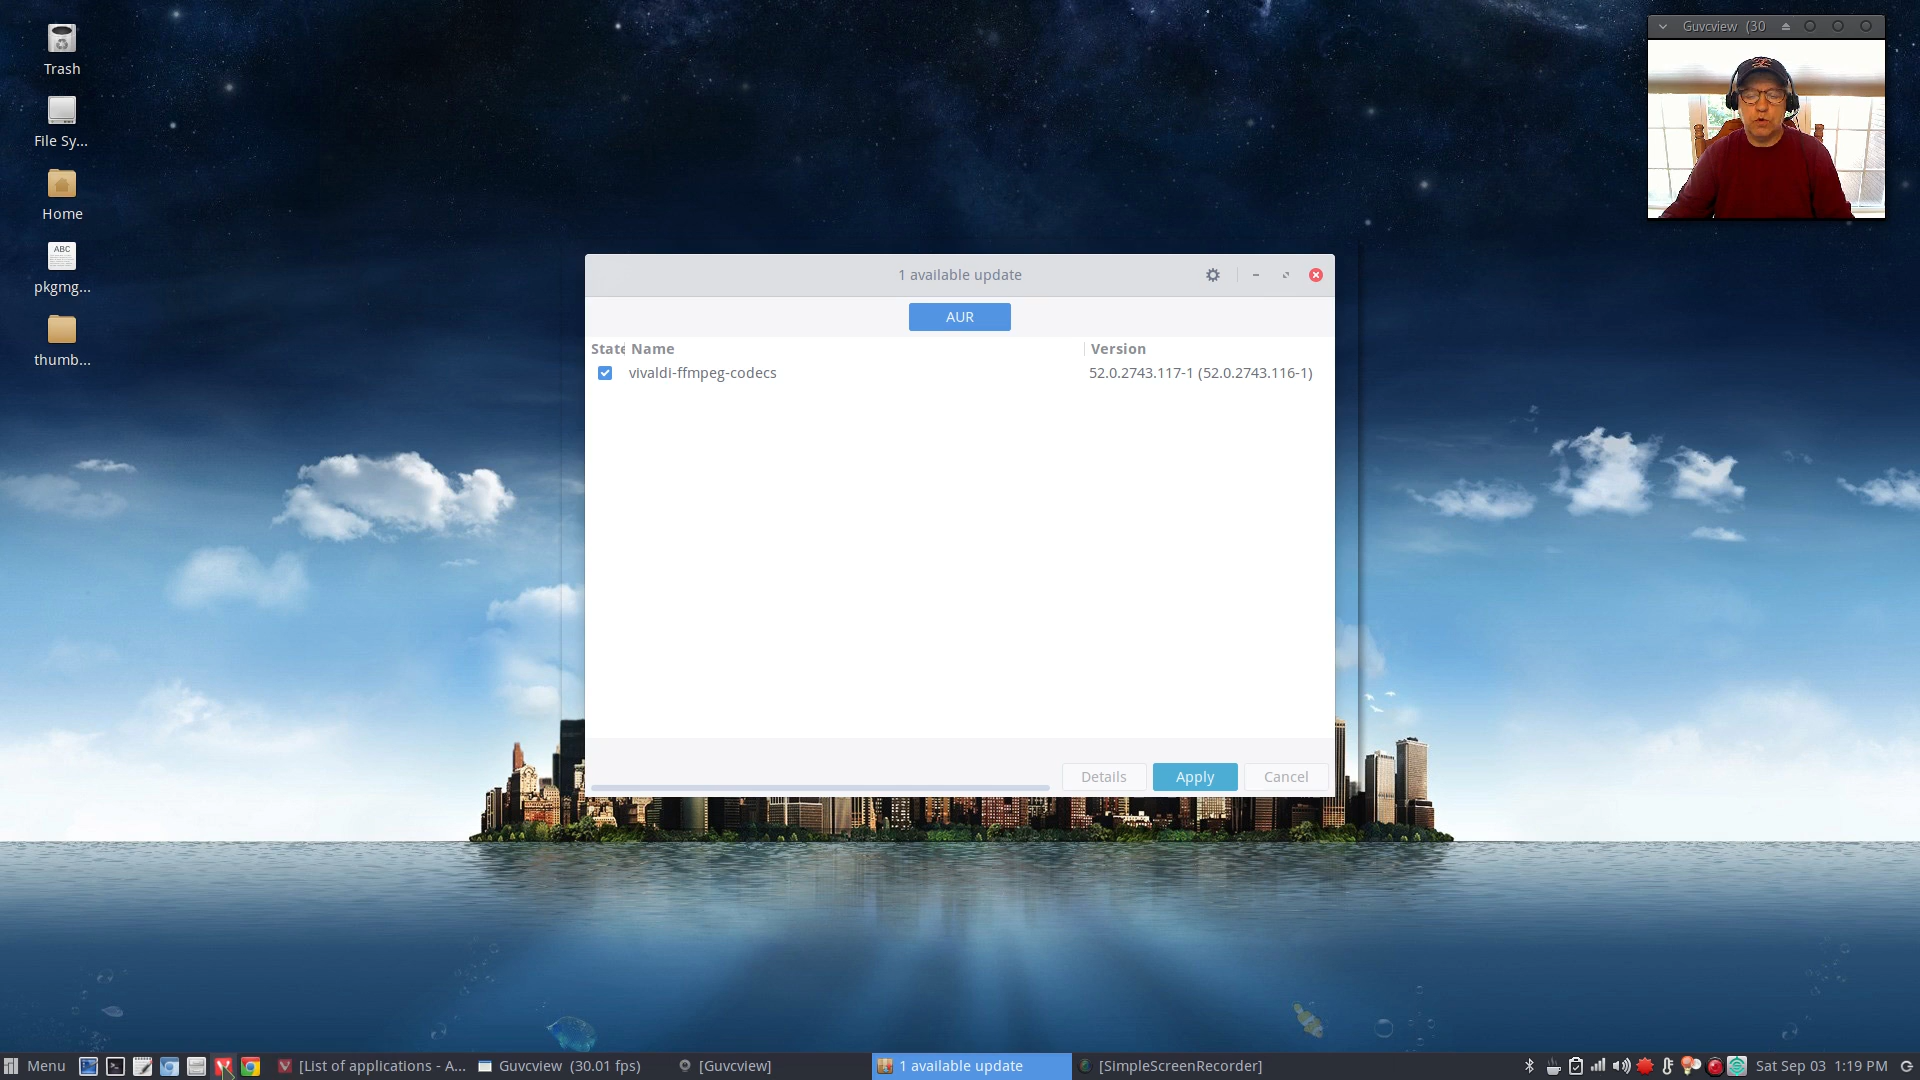 Trash
File Sy...
Home
ABC
pkgmg...
thumb...
Guvcview (30
1 available update
AUR
State Name Version
vivaldi-ffmpeg-codecs 52.0.2743.117-1 (52.0.2743.116-1)
Details Apply Cancel
Menu [List of applications - A... Guvcview (30.01 fps) [Guvcview] 1 available update [SimpleScreenRecorder] Sat Sep 03 1:19 PM